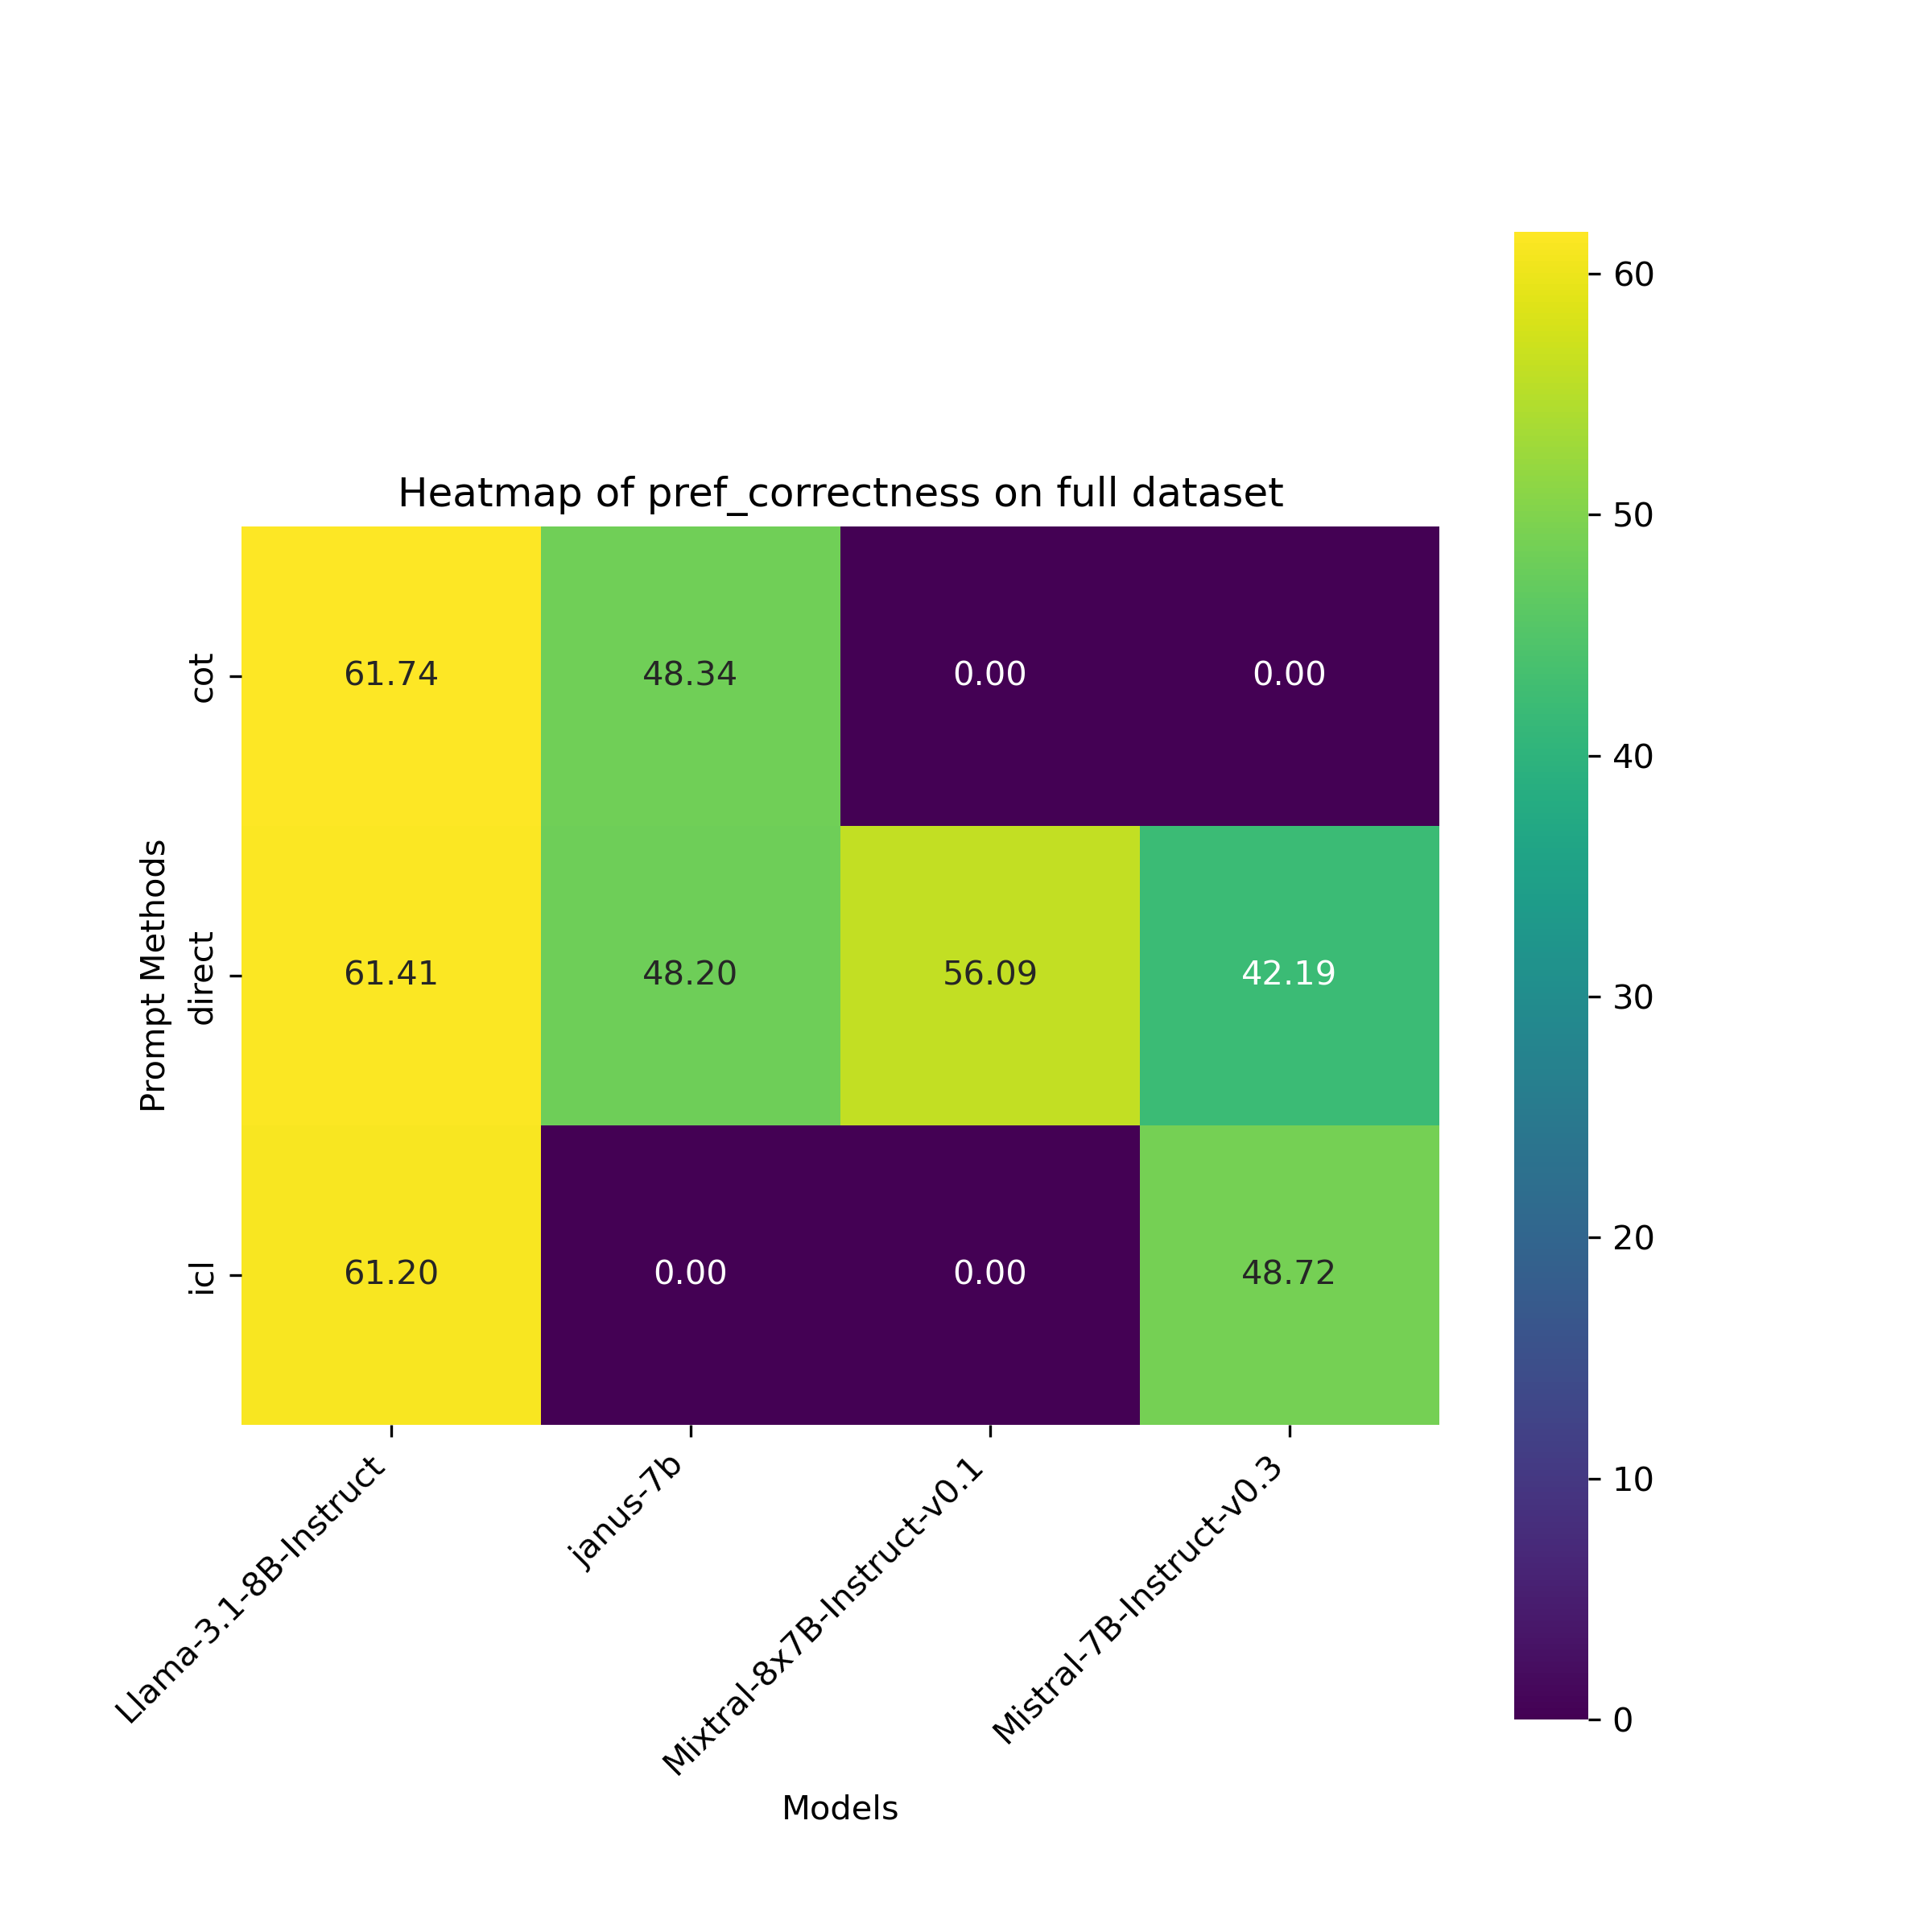 Heatmap of pref_correctness on full dataset
Prompt Methods
cot
61.74 48.34 0.00 0.00
direct
61.41 48.20 56.09 42.19
icl
61.20 0.00 0.00 48.72
Llama-3.1-8B-Instruct
janus-7b
Mixtral-8x7B-Instruct-v0.1
Mistral-7B-Instruct-v0.3
Models
60
50
40
30
20
10
0